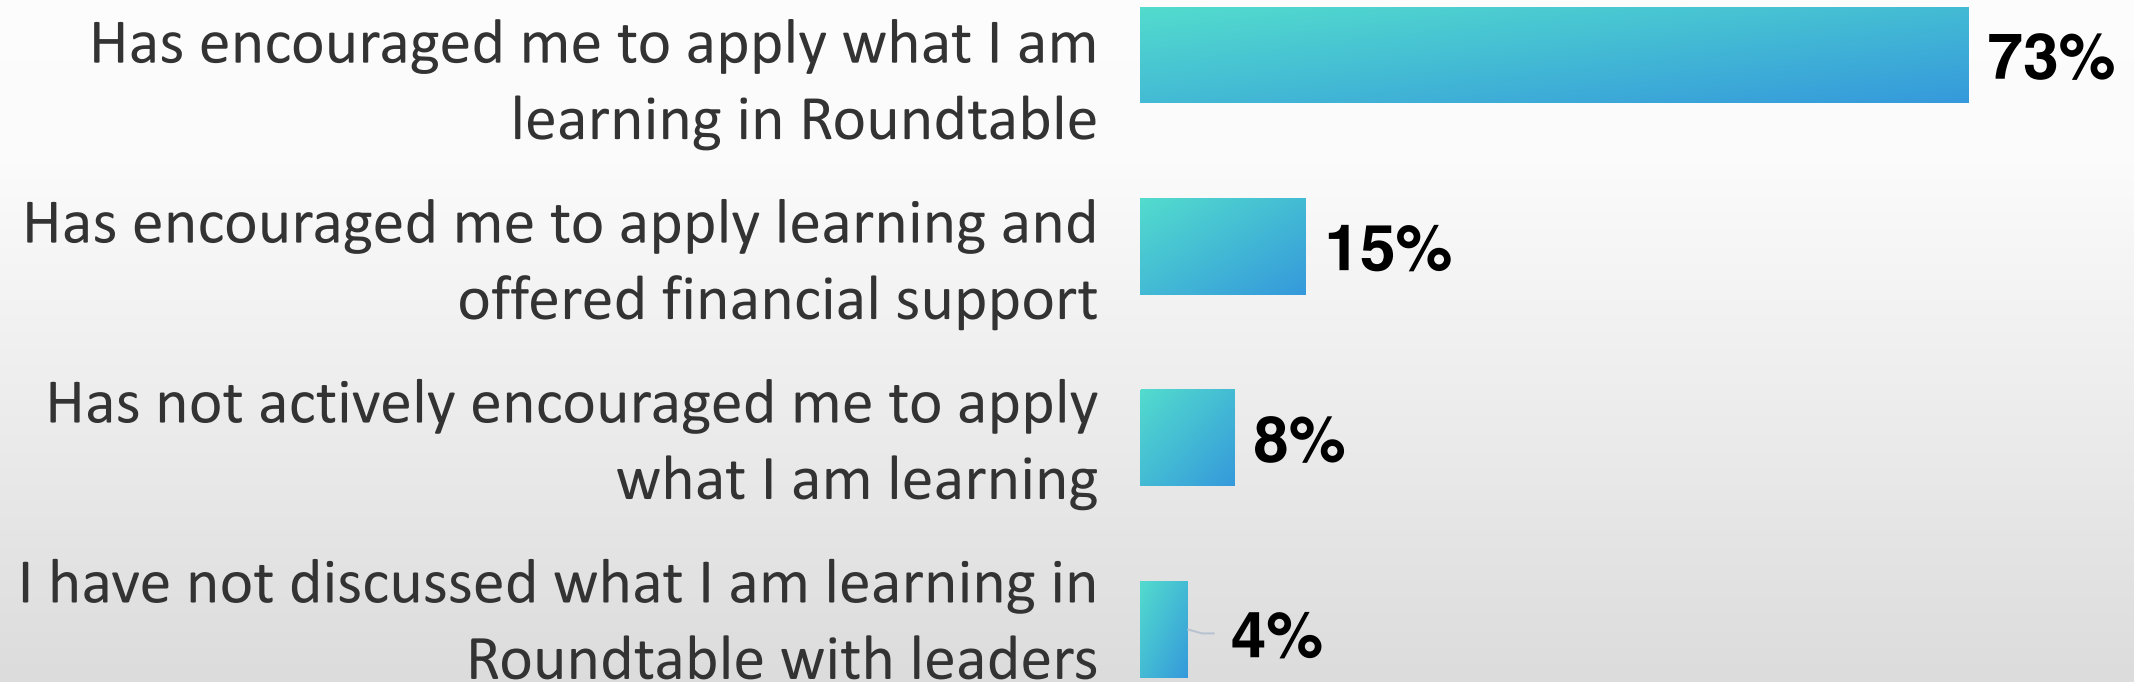 Has encouraged me to apply what I am
learning in Roundtable
73%
Has encouraged me to apply learning and
offered financial support
15%
Has not actively encouraged me to apply
what I am learning
8%
I have not discussed what I am learning in
Roundtable with leaders
4%